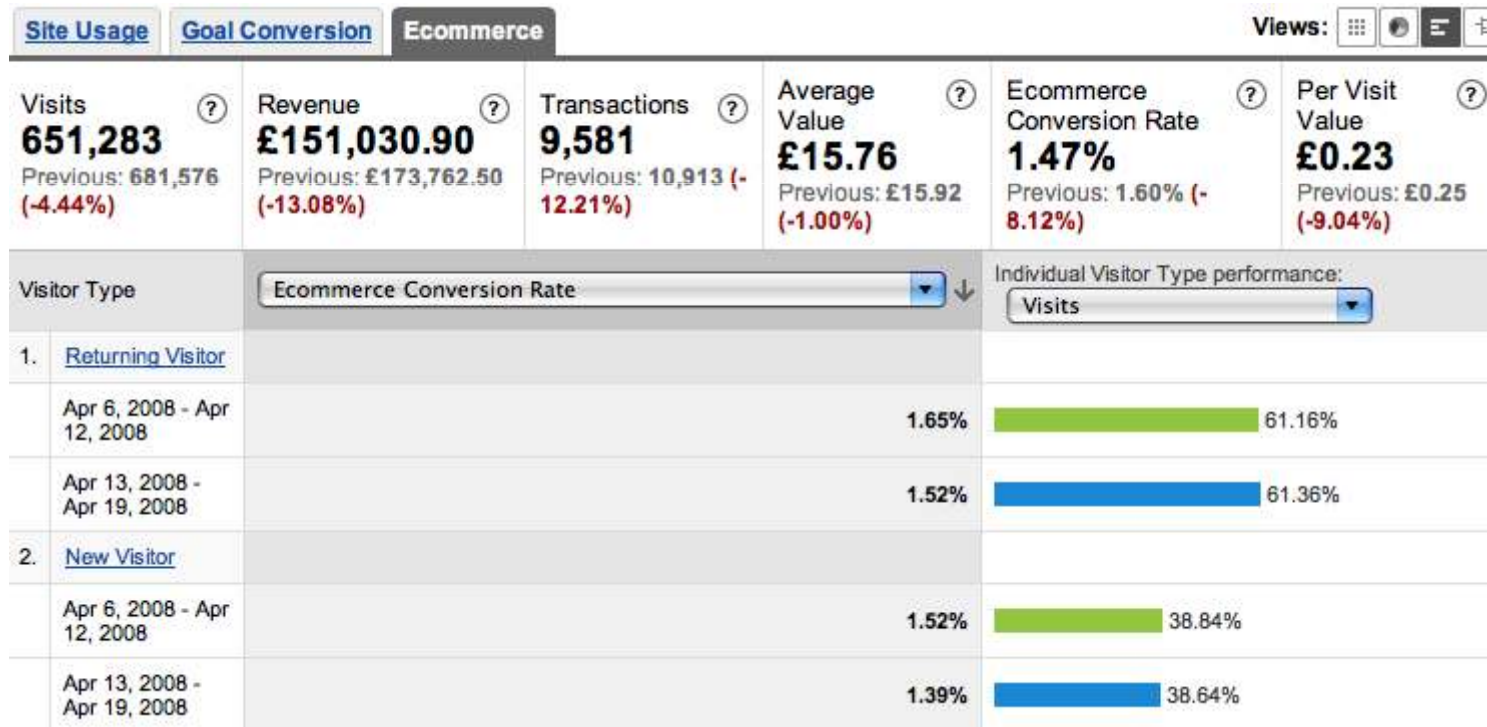 Site Usage Goal Conversion Ecommerce Views:
Visits
651,283
Previous: 681,576
(-4.44%)
Revenue
£151,030.90
Previous: £173,762.50
(-13.08%)
Transactions
9,581
Previous: 10,913 (-
12.21%)
Average
Value
£15.76
Previous: £15.92
(-1.00%)
Ecommerce
Conversion Rate
1.47%
Previous: 1.60% (-
8.12%)
Per Visit
Value
£0.23
Previous: £0.25
(-9.04%)
Visitor Type
Ecommerce Conversion Rate
Individual Visitor Type performance:
Visits
1. Returning Visitor
Apr 6, 2008 - Apr
12, 2008
1.65% 61.16%
Apr 13, 2008 -
Apr 19, 2008
1.52% 61.36%
2. New Visitor
Apr 6, 2008 - Apr
12, 2008
1.52% 38.84%
Apr 13, 2008 -
Apr 19, 2008
1.39% 38.64%